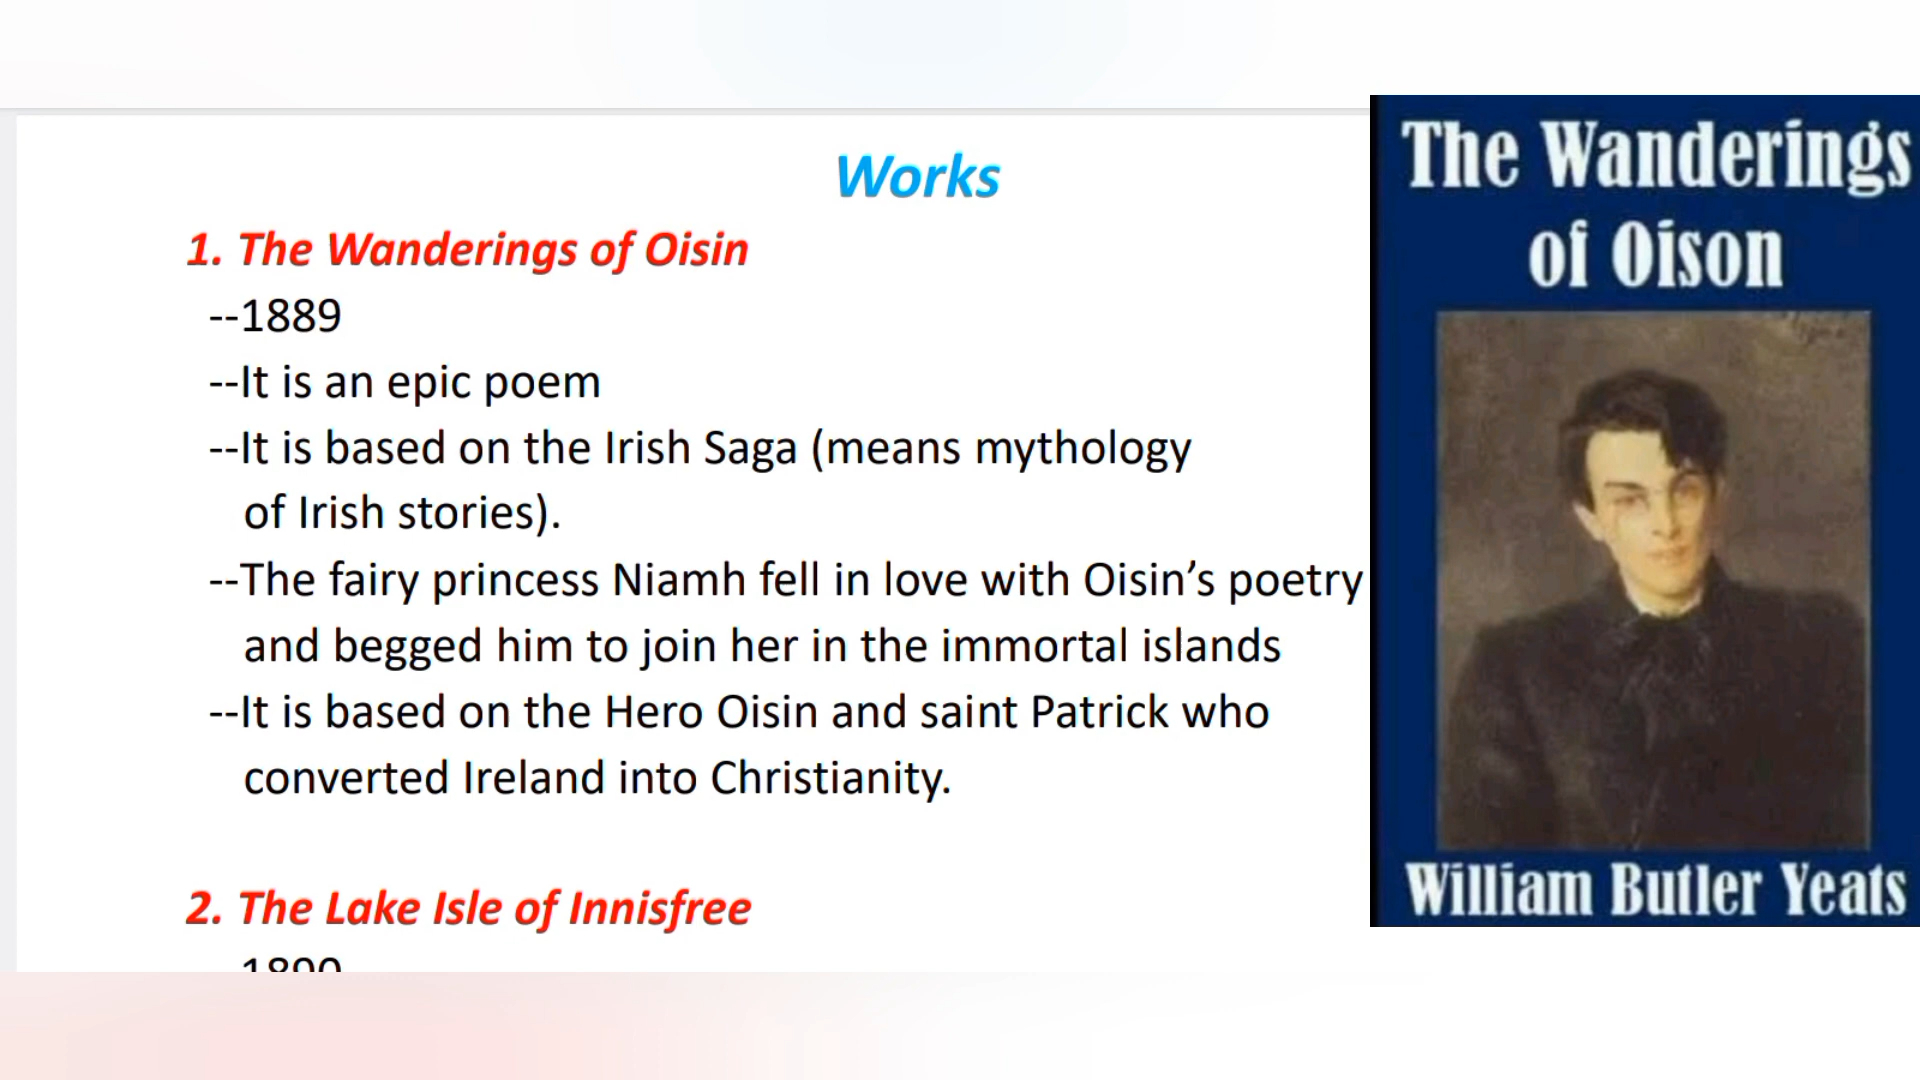 Works
1. The Wanderings of Oisin
--1889
--It is an epic poem
--It is based on the Irish Saga (means mythology
of Irish stories).
--The fairy princess Niamh fell in love with Oisin’s poetry
and begged him to join her in the immortal islands
--It is based on the Hero Oisin and saint Patrick who
converted Ireland into Christianity.
2. The Lake Isle of Innisfree
1890
The Wanderings
of Oison
William Butler Yeats